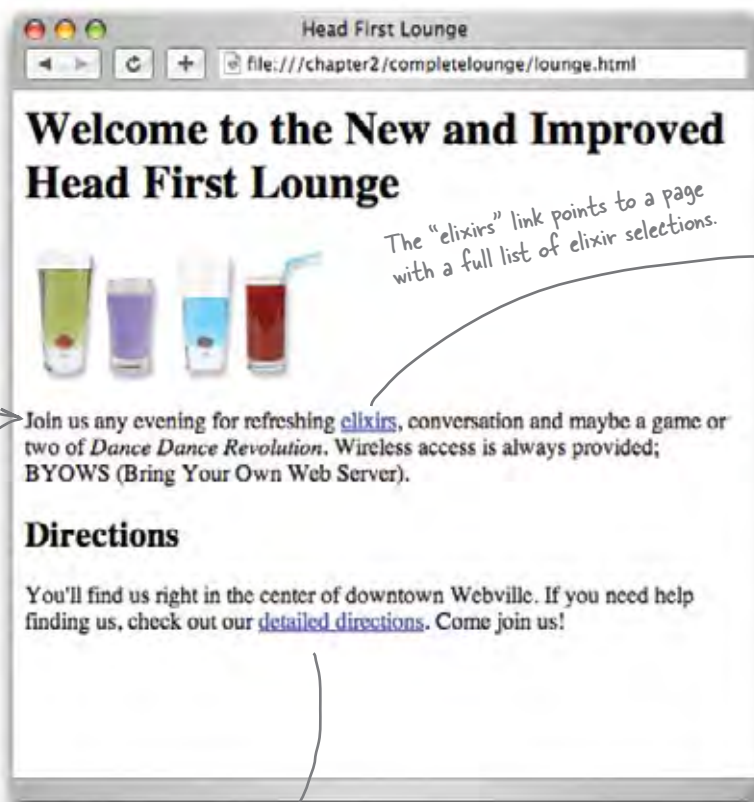 Head First Lounge
file:///chapter2/completelounge/lounge.html
Welcome to the New and Improved
Head First Lounge
The “elixirs” link points to a page
with a full list of elixir selections.
Join us any evening for refreshing elixirs, conversation and maybe a game or
two of Dance Dance Revolution. Wireless access is always provided;
BYOWS (Bring Your Own Web Server).
Directions
You'll find us right in the center of downtown Webville. If you need help
finding us, check out our detailed directions. Come join us!